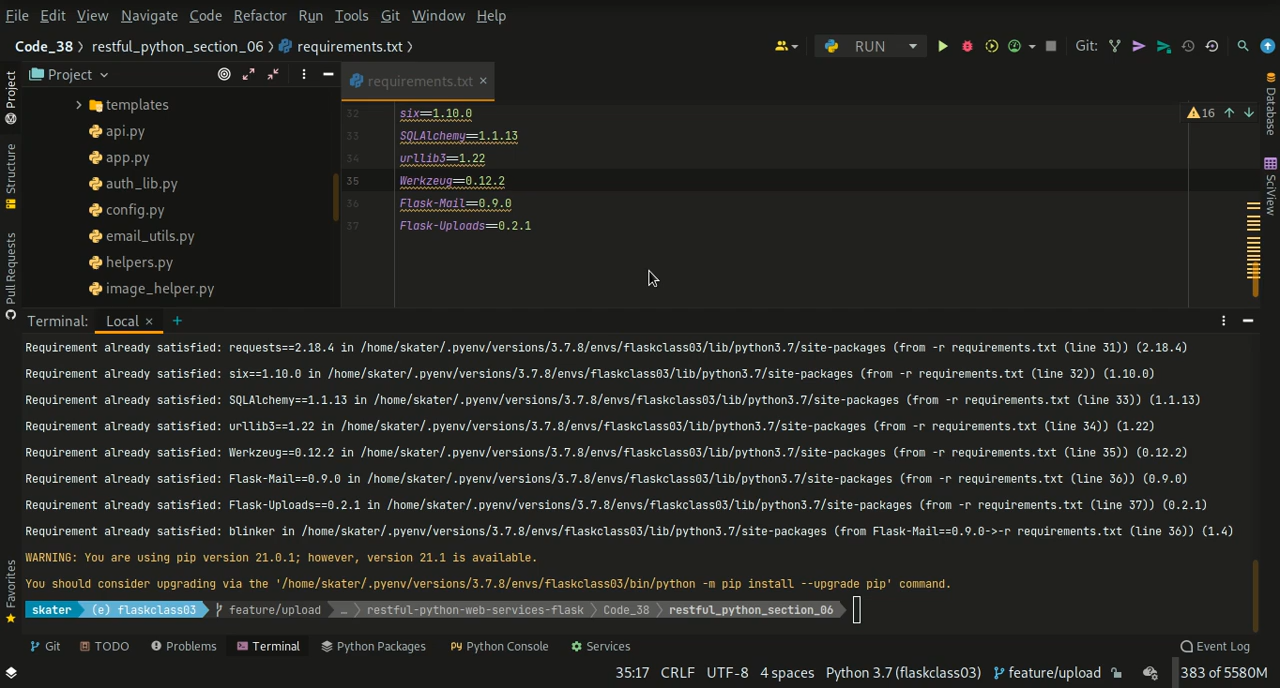 File Edit View Navigate Code Refactor Run Tools Git Window Help
Code_38 restful_python_section_06 requirements.txt RUN Git:
Project requirements.txt
templates
api.py
app.py
auth_lib.py
config.py
email_utils.py
helpers.py
image_helper.py
32 six==1.10.0
33 SQLAlchemy==1.1.13
34 urllib3==1.22
35 Werkzeug==0.12.2
36 Flask-Mail==0.9.0
37 Flask-Uploads==0.2.1
16
Project
Structure
Pull Requests
Favorites
Database
SciView
Terminal: Local
Requirement already satisfied: requests==2.18.4 in /home/skater/.pyenv/versions/3.7.8/envs/flaskclass03/lib/python3.7/site-packages (from -r requirements.txt (line 31)) (2.18.4)
Requirement already satisfied: six==1.10.0 in /home/skater/.pyenv/versions/3.7.8/envs/flaskclass03/lib/python3.7/site-packages (from -r requirements.txt (line 32)) (1.10.0)
Requirement already satisfied: SQLAlchemy==1.1.13 in /home/skater/.pyenv/versions/3.7.8/envs/flaskclass03/lib/python3.7/site-packages (from -r requirements.txt (line 33)) (1.1.13)
Requirement already satisfied: urllib3==1.22 in /home/skater/.pyenv/versions/3.7.8/envs/flaskclass03/lib/python3.7/site-packages (from -r requirements.txt (line 34)) (1.22)
Requirement already satisfied: Werkzeug==0.12.2 in /home/skater/.pyenv/versions/3.7.8/envs/flaskclass03/lib/python3.7/site-packages (from -r requirements.txt (line 35)) (0.12.2)
Requirement already satisfied: Flask-Mail==0.9.0 in /home/skater/.pyenv/versions/3.7.8/envs/flaskclass03/lib/python3.7/site-packages (from -r requirements.txt (line 36)) (0.9.0)
Requirement already satisfied: Flask-Uploads==0.2.1 in /home/skater/.pyenv/versions/3.7.8/envs/flaskclass03/lib/python3.7/site-packages (from -r requirements.txt (line 37)) (0.2.1)
Requirement already satisfied: blinker in /home/skater/.pyenv/versions/3.7.8/envs/flaskclass03/lib/python3.7/site-packages (from Flask-Mail==0.9.0->-r requirements.txt (line 36)) (1.4)
WARNING: You are using pip version 21.0.1; however, version 21.1 is available.
You should consider upgrading via the '/home/skater/.pyenv/versions/3.7.8/envs/flaskclass03/bin/python -m pip install --upgrade pip' command.
skater (e) flaskclass03 feature/upload … restful-python-web-services-flask Code_38 restful_python_section_06
Git TODO Problems Terminal Python Packages Python Console Services Event Log
35:17 CRLF UTF-8 4 spaces Python 3.7 (flaskclass03) feature/upload 383 of 5580M